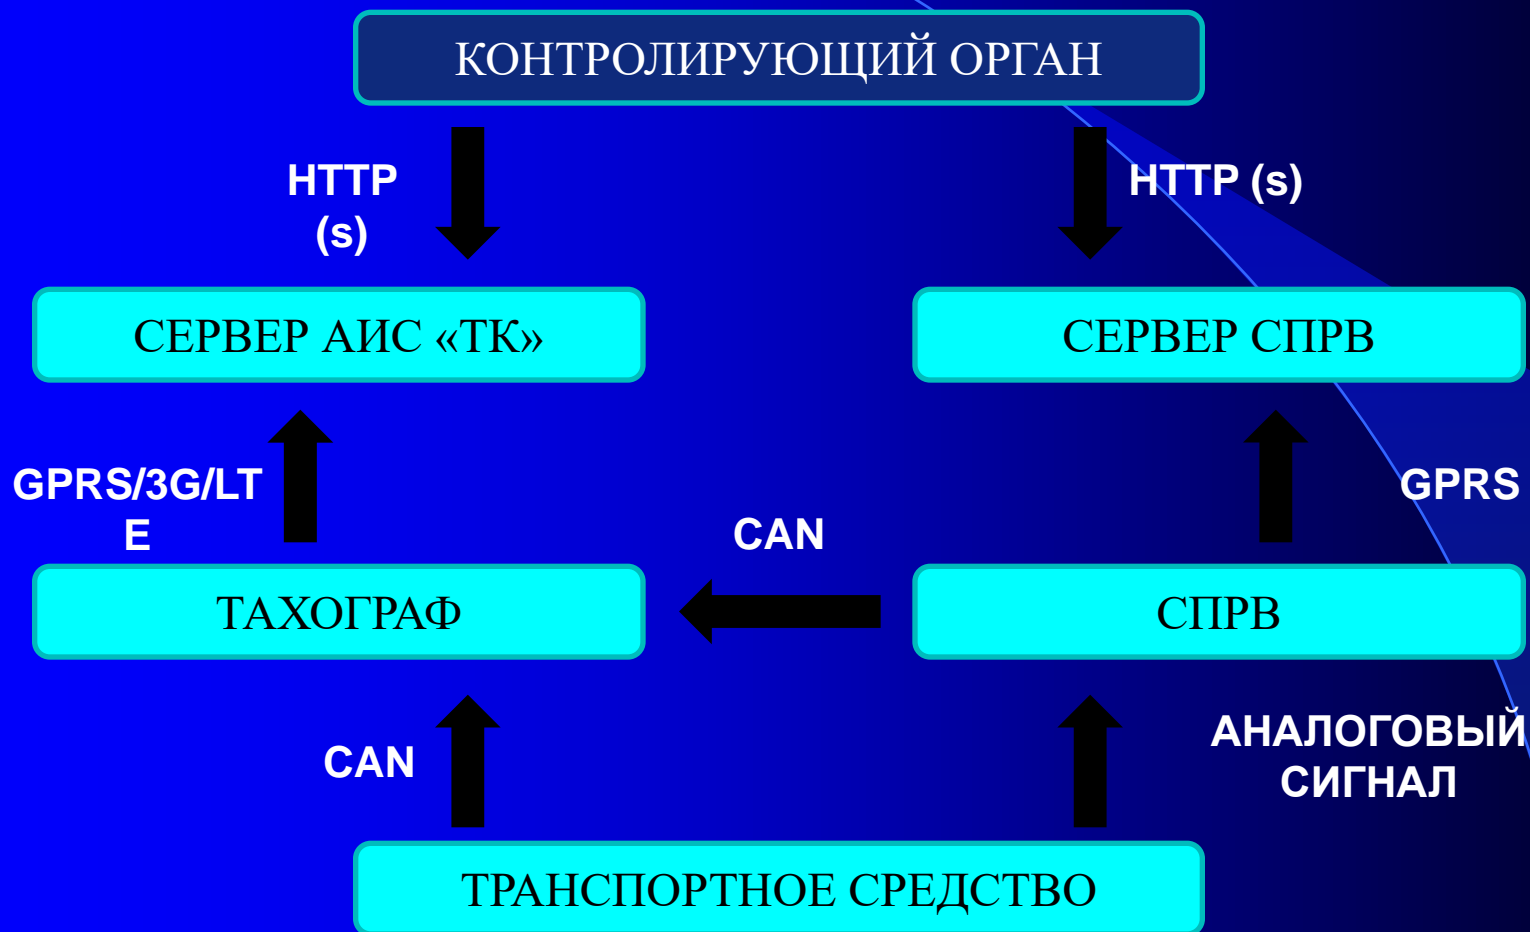 КОНТРОЛИРУЮЩИЙ ОРГАН
HTTP
(s)
HTTP (s)
СЕРВЕР АИС «ТК»
СЕРВЕР СПРВ
GPRS/3G/LT
E
CAN
GPRS
ТАХОГРАФ
СПРВ
CAN
АНАЛОГОВЫЙ
СИГНАЛ
ТРАНСПОРТНОЕ СРЕДСТВО